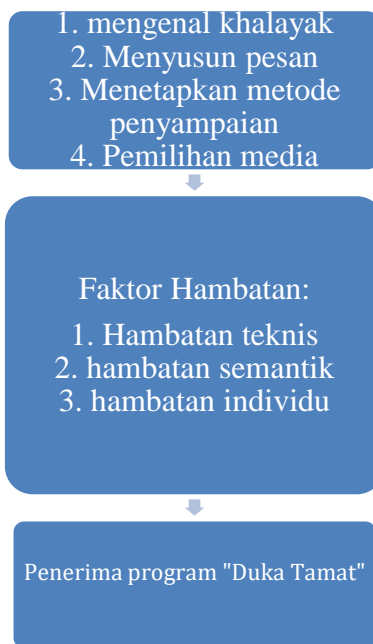 1. mengenal khalayak
2. Menyusun pesan
3. Menetapkan metode
penyampaian
4. Pemilihan media
Faktor Hambatan:
1. Hambatan teknis
2. hambatan semantik
3. hambatan individu
Penerima program "Duka Tamat"